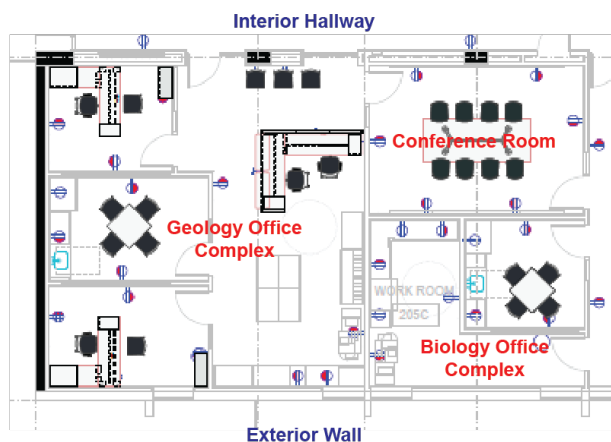 Interior Hallway
Conference Room
Geology Office
Complex
WORK ROOM
205C
Biology Office
Complex
Exterior Wall